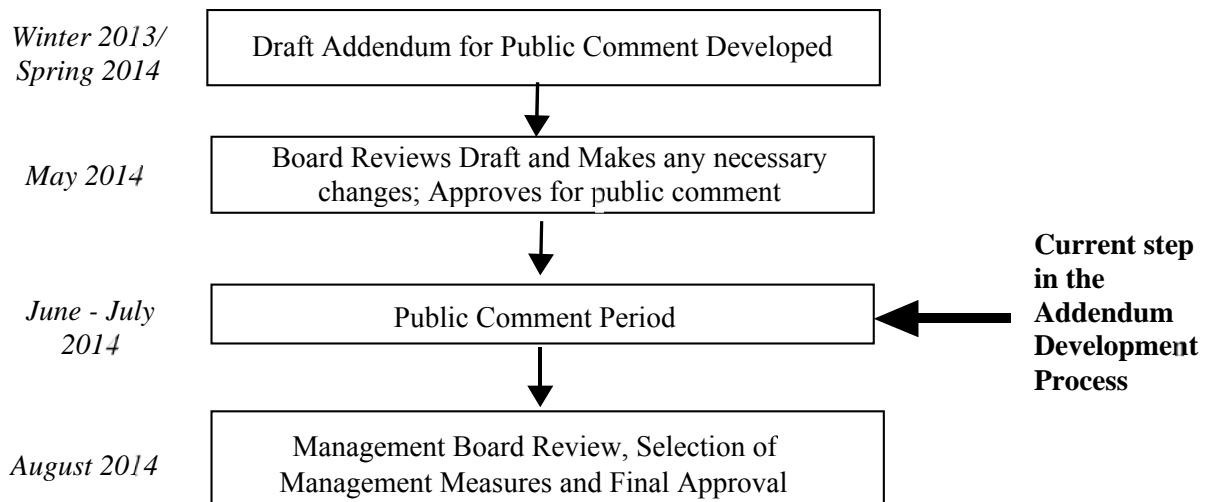 Winter 2013/
Spring 2014
Draft Addendum for Public Comment Developed
May 2014
Board Reviews Draft and Makes any necessary
changes; Approves for public comment
June - July
2014
Public Comment Period
Current step
in the
Addendum
Development
Process
August 2014
Management Board Review, Selection of
Management Measures and Final Approval